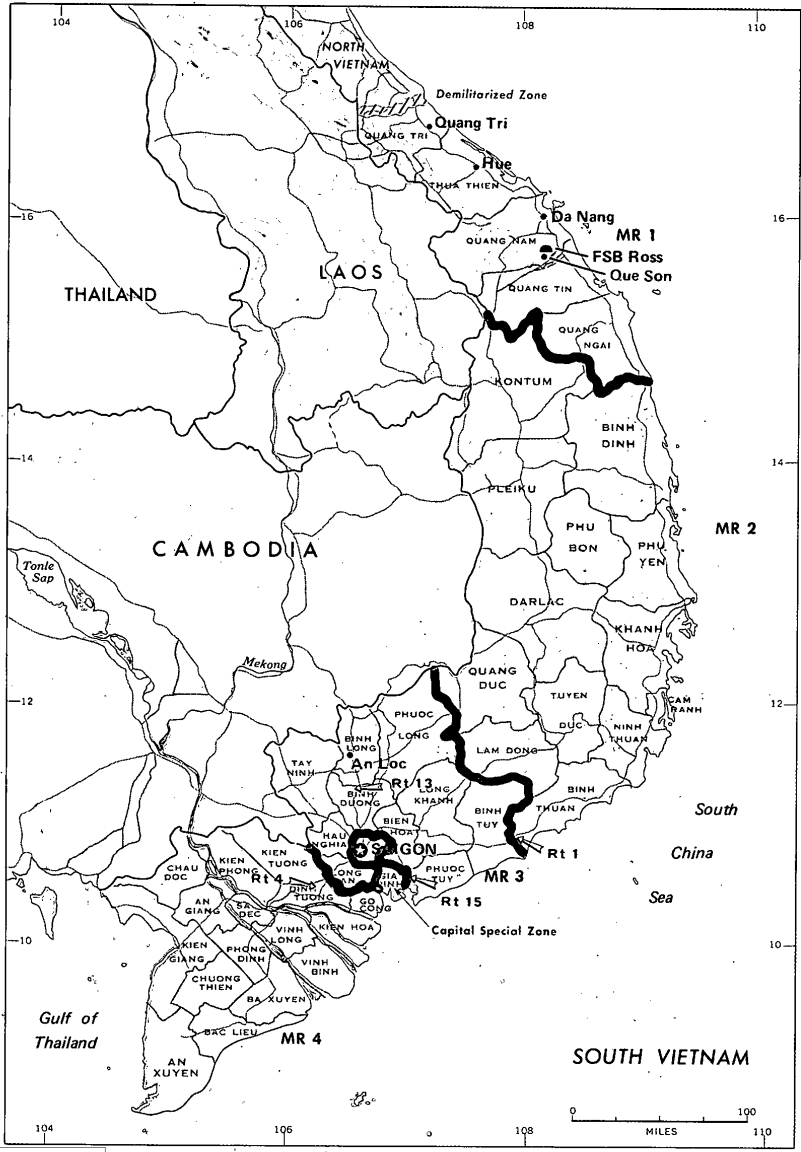 104
106
108
110
NORTH
VIETNAM
Demilitarized Zone
Quang Tri
QUANG TRI
Hue
THUA THIEN
16
Da Nang
16
MR 1
QUANG NAM
FSB Ross
LAOS
Que Son
THAILAND
QUANG TIN
QUANG
NGAI
KONTUM
BINH
DINH
14
14
PLEIKU
PHU
BON
MR 2
CAMBODIA
PHU
YEN
Tonle
Sap
DARLAC
KHANH
HOA
Mekong
QUANG
DUC
12
TUYEN
DUC
CAM
RANH
12
PHUOC
LONG
NINH
THUAN
BINH
LONG
LAM DONG
An Loc
TAY
NINH
Rt 13
BINH
DUONG
LONG
KHANH
BINH
THUAN
BINH
TUY
South
China
Sea
BIEN
HOA
HAU
NGHIA
SAIGON
Rt 1
KIEN
TUONG
KIEN
PHONG
CHAU
DOC
Rt 4
LONG
AN
GIA
DINH
PHUOC
TUY
MR 3
DINH
TUONG
Rt 15
AN
GIANG
SA
DEC
GO
CONG
Capital Special Zone
VINH
LONG
KIEN HOA
10
10
KIEN
GIANG
PHONG
DINH
VINH
BINH
CHUONG
THIEN
BA XUYEN
Gulf of
Thailand
BAC LIEU
MR 4
AN
XUYEN
SOUTH VIETNAM
0
100
MILES
104
106
108